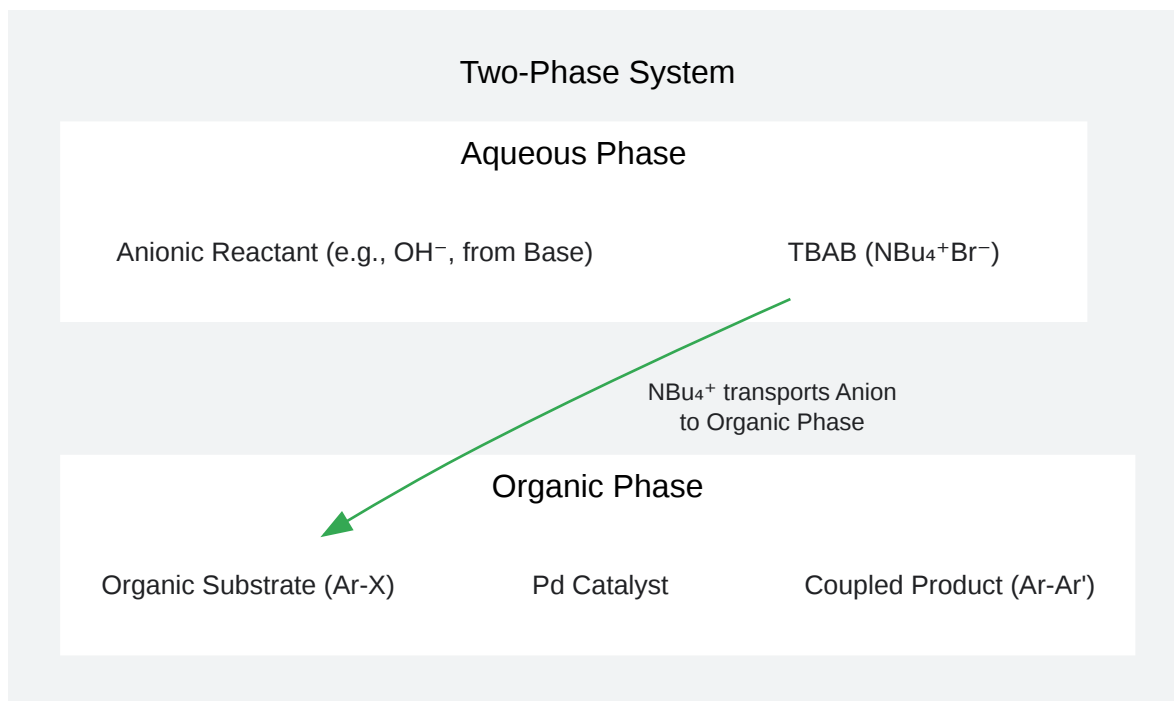 Two-Phase System
Aqueous Phase
Anionic Reactant (e.g., OH⁻, from Base)
TBAB (NBu₄⁺Br⁻)
NBu₄⁺ transports Anion
to Organic Phase
Organic Phase
Organic Substrate (Ar-X)
Pd Catalyst
Coupled Product (Ar-Ar')